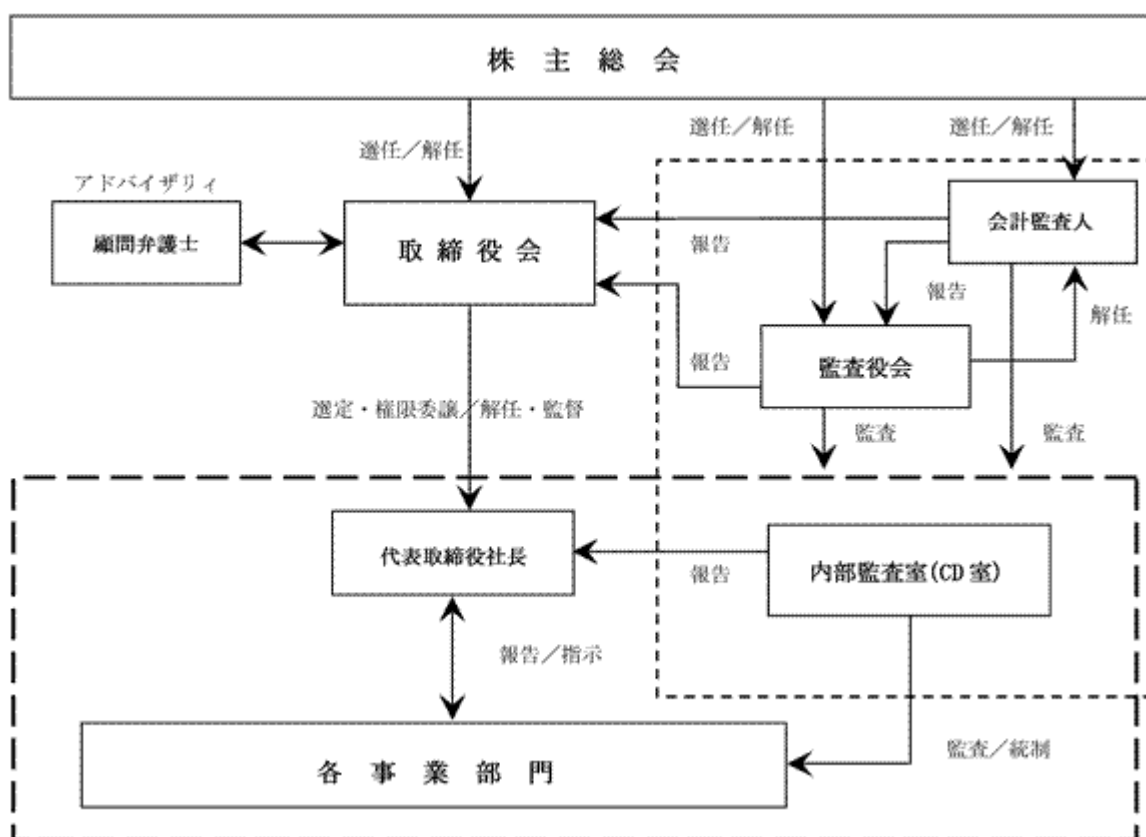 株主総会
選任／解任
選任／解任
選任／解任
アドバイザリィ
顧問弁護士
取締役会
会計監査人
報告
報告
解任
監査役会
報告
選定・権限委譲／解任・監督
監査
監査
代表取締役社長
内部監査室(CD室)
報告
報告／指示
各事業部門
監査／統制